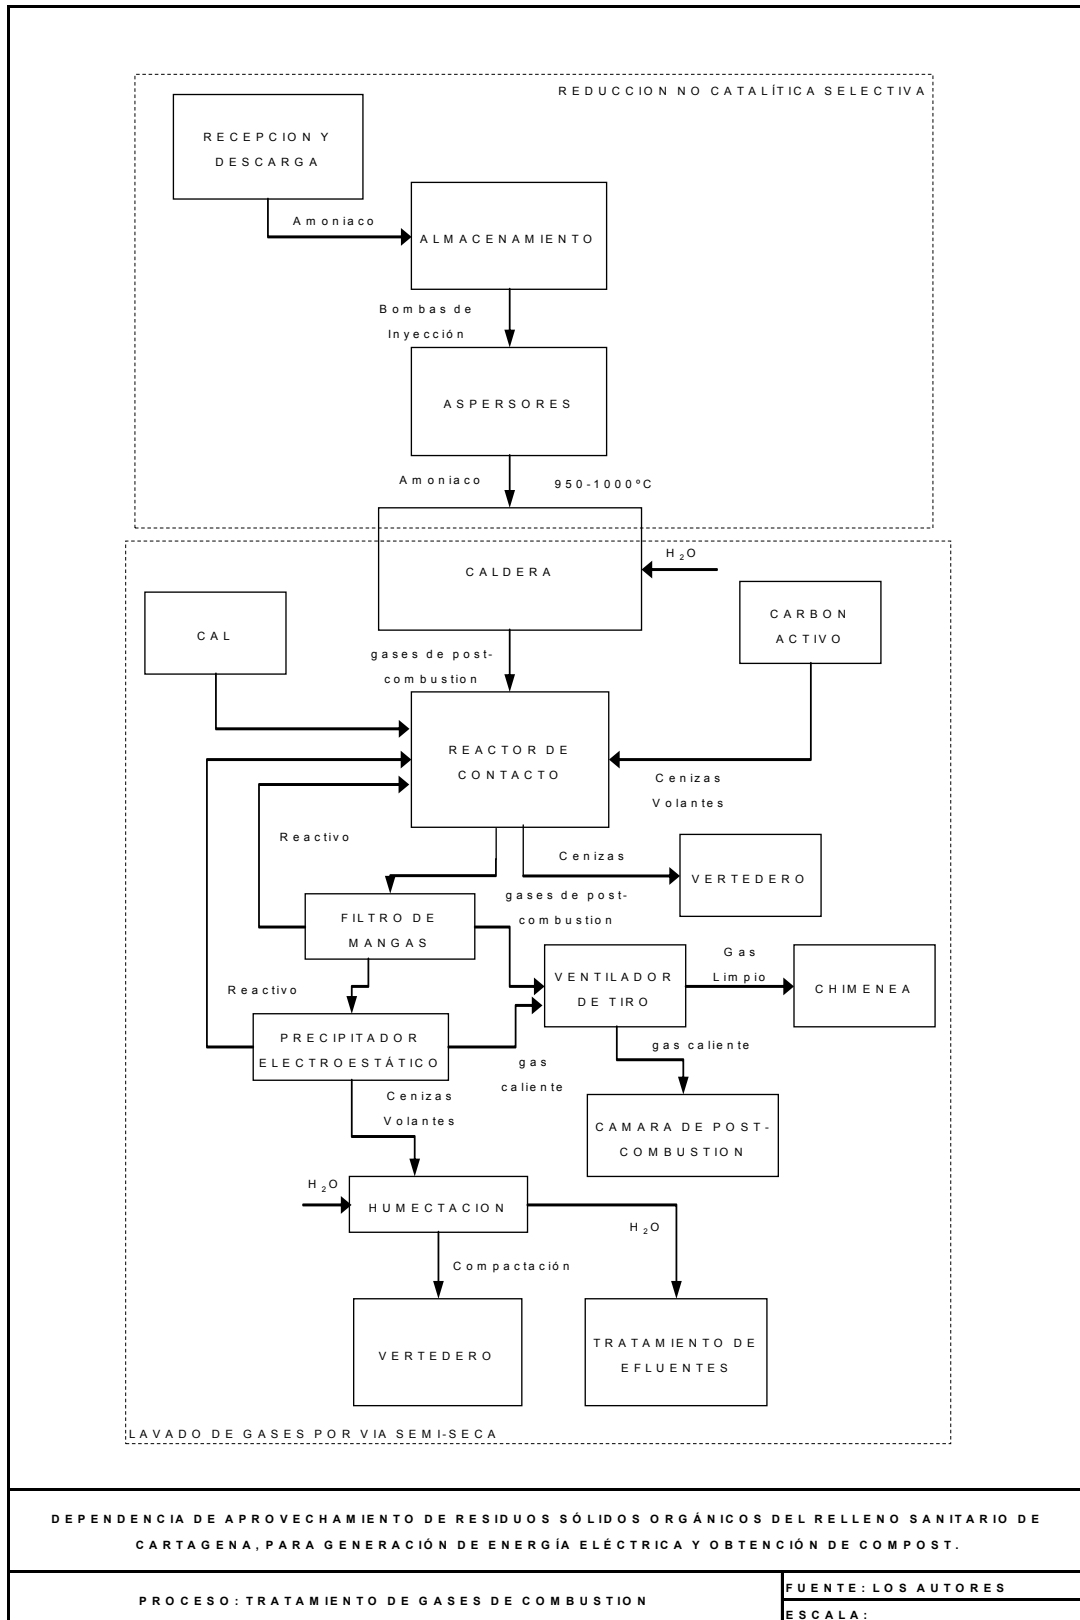 REDUCCION NO CATALÍTICA SELECTIVA
RECEPCION Y
DESCARGA
Amoniaco
ALMACENAMIENTO
Bombas de
Inyección
ASPERSORES
Amoniaco
950-1000ºC
CALDERA
H2O
CAL
CARBON
ACTIVO
gases de post-
combustion
REACTOR DE
CONTACTO
Cenizas
Volantes
Reactivo
Cenizas
VERTEDERO
gases de post-
combustion
FILTRO DE
MANGAS
Gas
Limpio
VENTILADOR
DE TIRO
CHIMENEA
Reactivo
PRECIPITADOR
ELECTROESTÁTICO
gas
caliente
gas caliente
Cenizas
Volantes
CAMARA DE POST-
COMBUSTION
H2O
HUMECTACION
H2O
Compactación
VERTEDERO
TRATAMIENTO DE
EFLUENTES
LAVADO DE GASES POR VIA SEMI-SECA
DEPENDENCIA DE APROVECHAMIENTO DE RESIDUOS SÓLIDOS ORGÁNICOS DEL RELLENO SANITARIO DE
CARTAGENA, PARA GENERACIÓN DE ENERGÍA ELÉCTRICA Y OBTENCIÓN DE COMPOST.
PROCESO: TRATAMIENTO DE GASES DE COMBUSTION
FUENTE: LOS AUTORES
ESCALA: